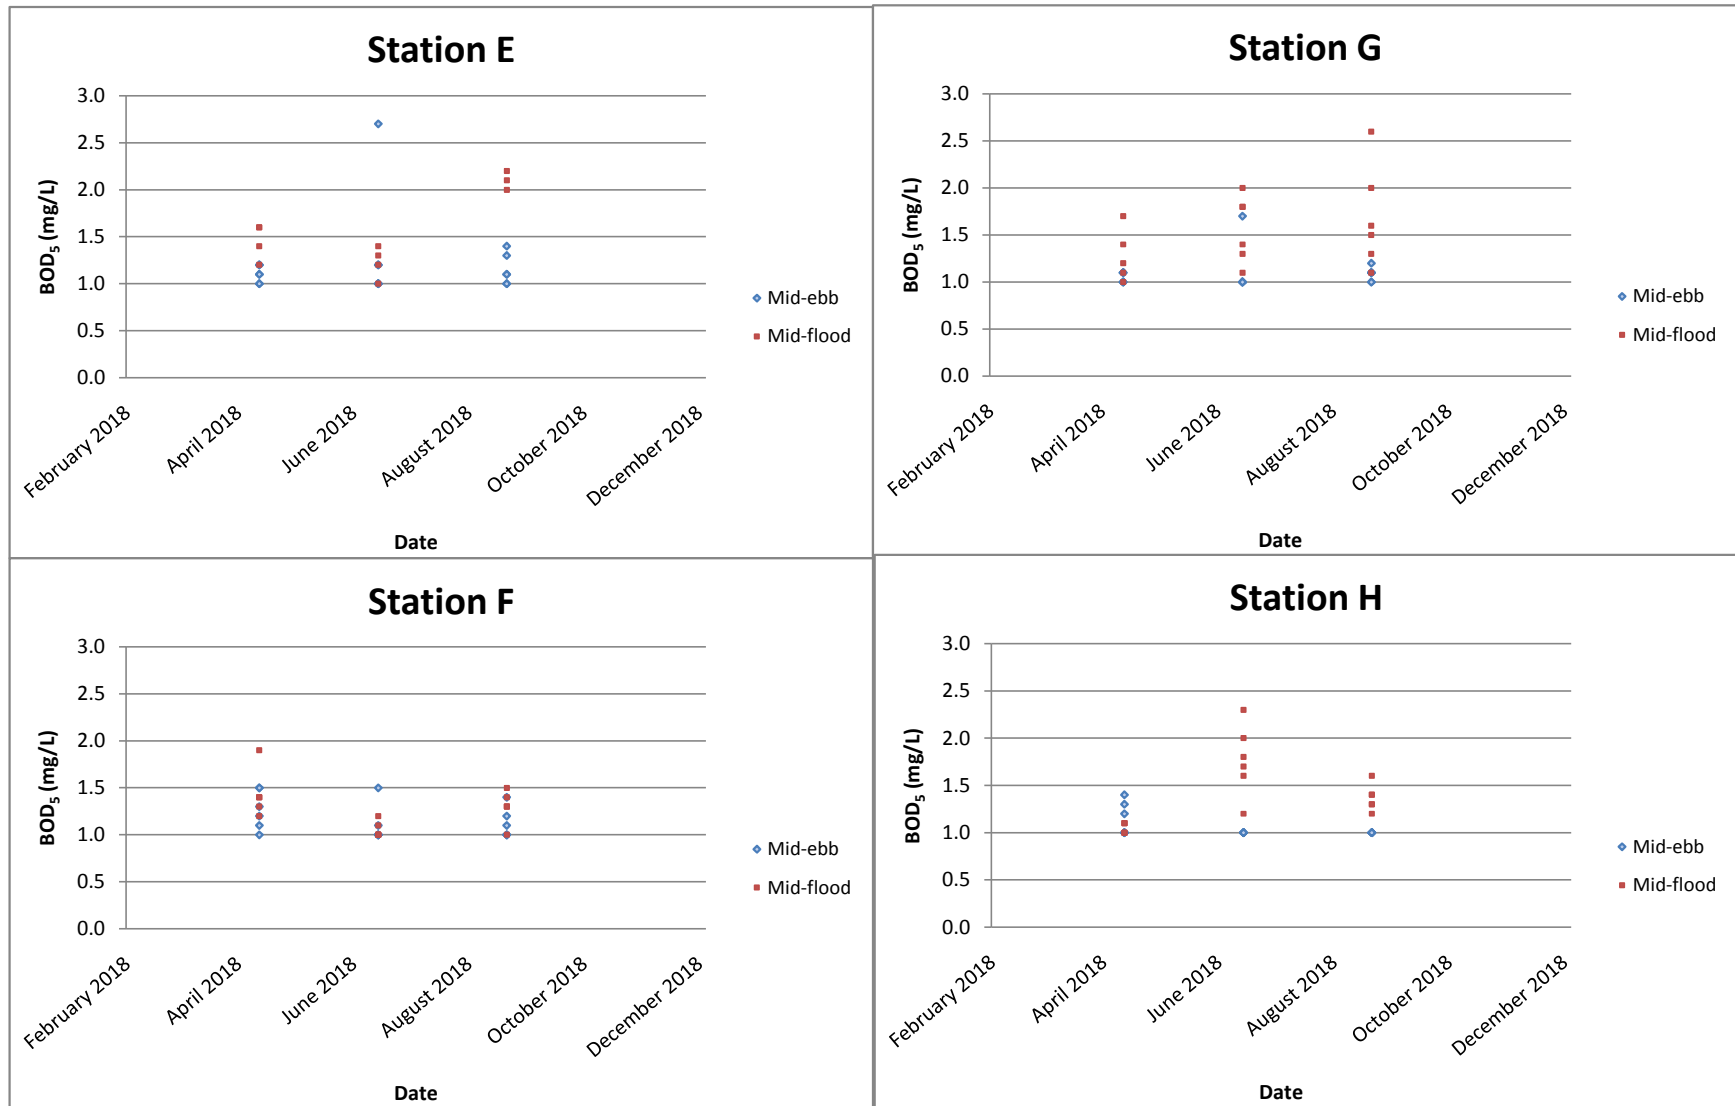 Station E
3.0
2.5
2.0
1.5
1.0
0.5
0.0
BOD5 (mg/L)
February 2018
April 2018
June 2018
August 2018
October 2018
December 2018
Date
Mid-ebb
Mid-flood
Station G
3.0
2.5
2.0
1.5
1.0
0.5
0.0
BOD5 (mg/L)
February 2018
April 2018
June 2018
August 2018
October 2018
December 2018
Date
Mid-ebb
Mid-flood
Station F
3.0
2.5
2.0
1.5
1.0
0.5
0.0
BOD5 (mg/L)
February 2018
April 2018
June 2018
August 2018
October 2018
December 2018
Date
Mid-ebb
Mid-flood
Station H
3.0
2.5
2.0
1.5
1.0
0.5
0.0
BOD5 (mg/L)
February 2018
April 2018
June 2018
August 2018
October 2018
December 2018
Date
Mid-ebb
Mid-flood